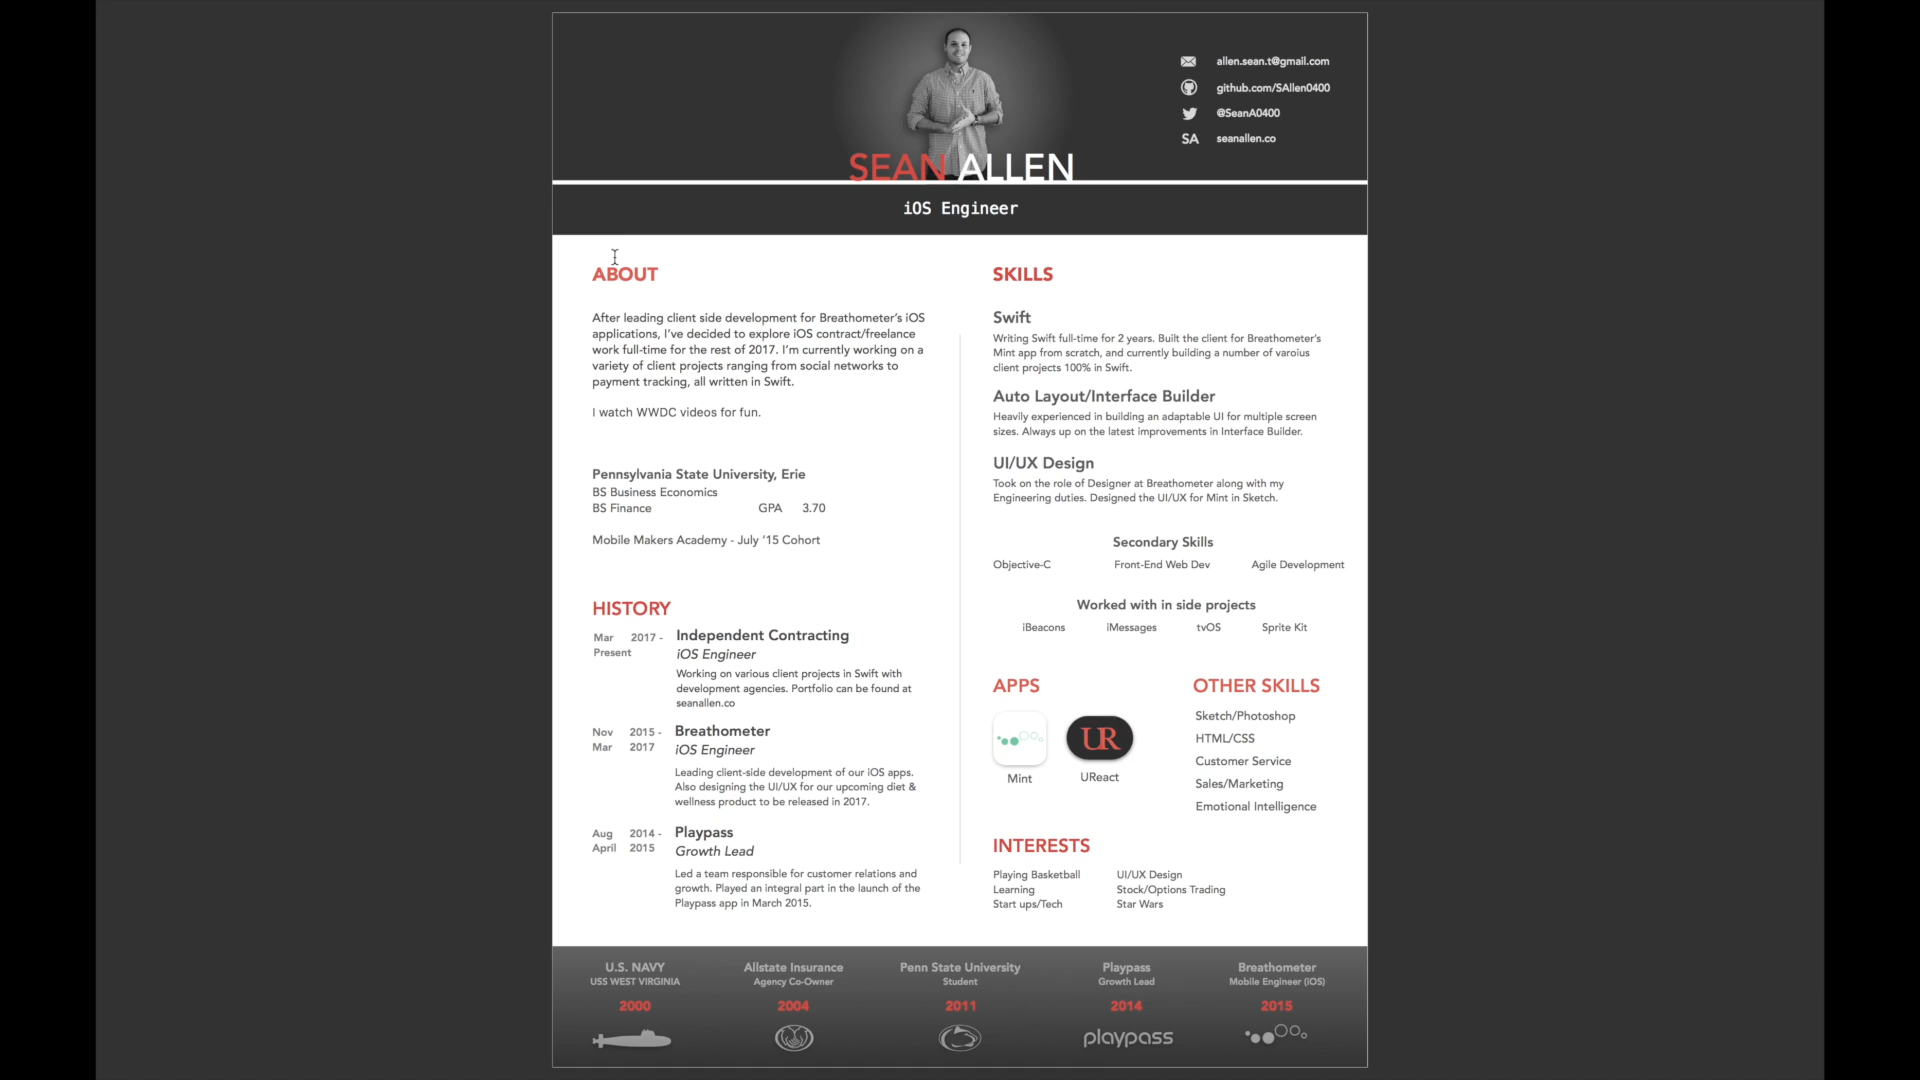 allen.sean.t@gmail.com
github.com/SAllen0400
@SeanA0400
SA seanallen.co
SEAN ALLEN
iOS Engineer
ABOUT
After leading client side development for Breathometer's iOS
applications, I've decided to explore iOS contract/freelance
work full-time for the rest of 2017. I'm currently working on a
variety of client projects ranging from social networks to
payment tracking, all written in Swift.
I watch WWDC videos for fun.
Pennsylvania State University, Erie
BS Business Economics
BS Finance GPA 3.70
Mobile Makers Academy - July '15 Cohort
HISTORY
Mar 2017 -
Present
Independent Contracting
iOS Engineer
Working on various client projects in Swift with
development agencies. Portfolio can be found at
seanallen.co
Nov 2015 -
Mar 2017
Breathometer
iOS Engineer
Leading client-side development of our iOS apps.
Also designing the UI/UX for our upcoming diet &
wellness product to be released in 2017.
Aug 2014 -
April 2015
Playpass
Growth Lead
Led a team responsible for customer relations and
growth. Played an integral part in the launch of the
Playpass app in March 2015.
SKILLS
Swift
Writing Swift full-time for 2 years. Built the client for Breathometer's
Mint app from scratch, and currently building a number of varoius
client projects 100% in Swift.
Auto Layout/Interface Builder
Heavily experienced in building an adaptable UI for multiple screen
sizes. Always up on the latest improvements in Interface Builder.
UI/UX Design
Took on the role of Designer at Breathometer along with my
Engineering duties. Designed the UI/UX for Mint in Sketch.
Secondary Skills
Objective-C Front-End Web Dev Agile Development
Worked with in side projects
iBeacons iMessages tvOS Sprite Kit
APPS
UR
Mint UReact
OTHER SKILLS
Sketch/Photoshop
HTML/CSS
Customer Service
Sales/Marketing
Emotional Intelligence
INTERESTS
Playing Basketball UI/UX Design
Learning Stock/Options Trading
Start ups/Tech Star Wars
U.S. NAVY
USS WEST VIRGINIA
2000
Allstate Insurance
Agency Co-Owner
2004
Penn State University
Student
2011
Playpass
Growth Lead
2014
playpass
Breathometer
Mobile Engineer (iOS)
2015